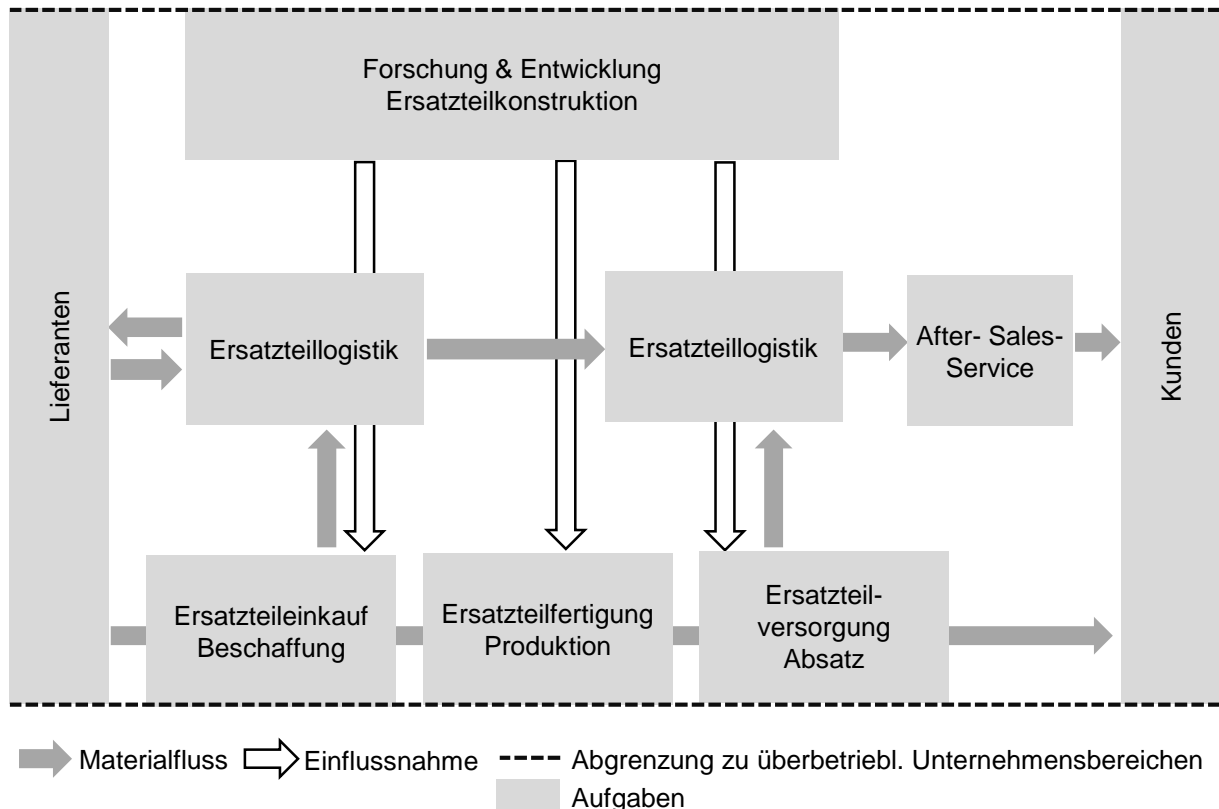 Forschung & Entwicklung
Ersatzteilkonstruktion
Lieferanten
Ersatzteillogistik
Ersatzteillogistik
After- Sales-
Service
Kunden
Ersatzteileinkauf
Beschaffung
Ersatzteilfertigung
Produktion
Ersatzteil-
versorgung
Absatz
Materialfluss
Einflussnahme
Abgrenzung zu überbetriebl. Unternehmensbereichen
Aufgaben